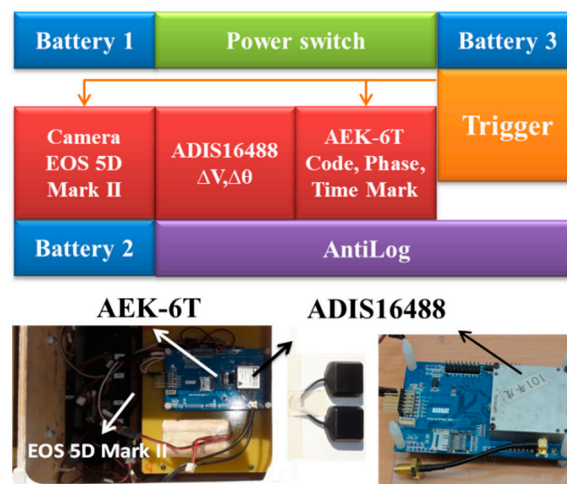 Battery 1
Power switch
Battery 3
Trigger
Camera
EOS 5D
Mark II
ADIS16488
ΔV,Δθ
AEK-6T
Code, Phase,
Time Mark
Battery 2
AntiLog
AEK-6T
ADIS16488
EOS 5D Mark II